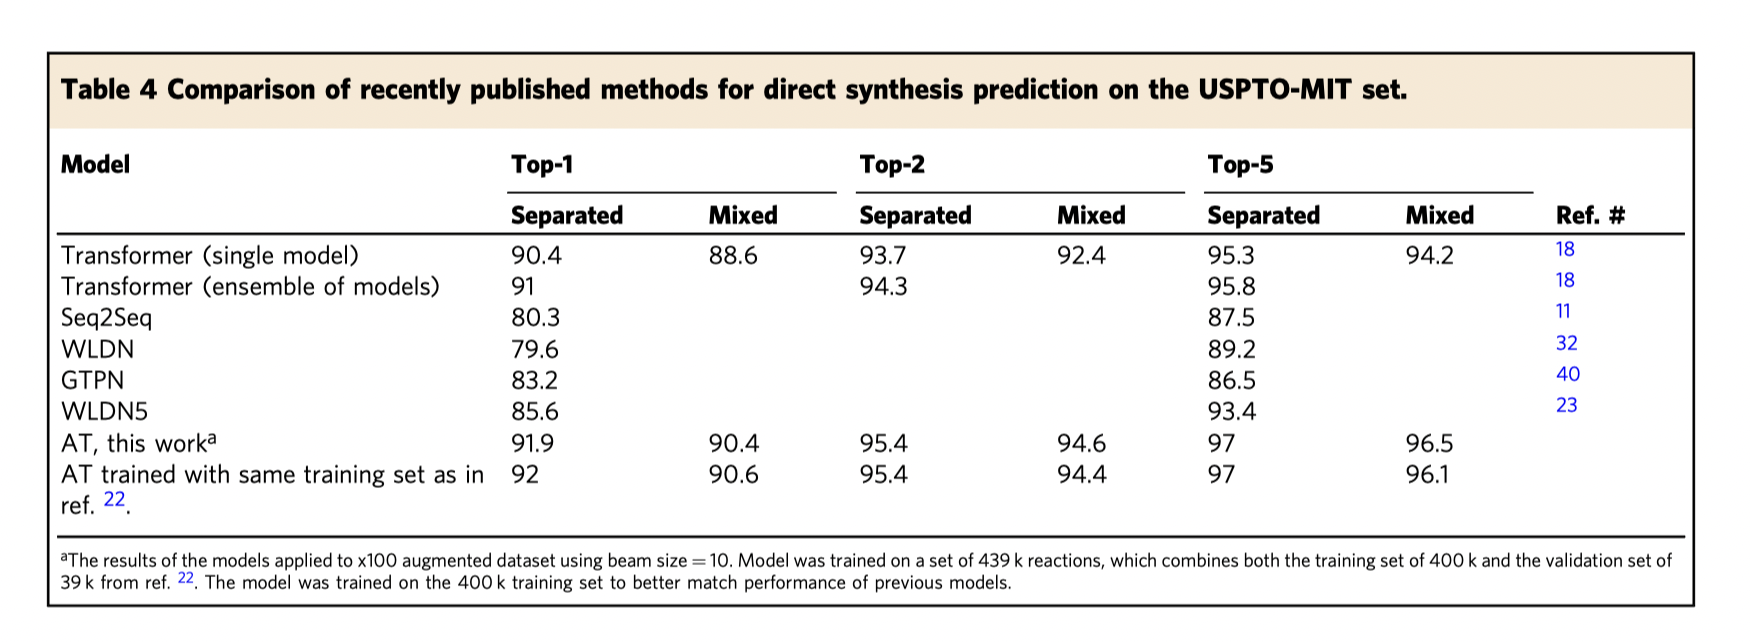 Table 4 Comparison of recently published methods for direct synthesis prediction on the USPTO-MIT set.
Model Top-1 Top-2 Top-5
Separated Mixed Separated Mixed Separated Mixed Ref. #
Transformer (single model) 90.4 88.6 93.7 92.4 95.3 94.2 18
Transformer (ensemble of models) 91 94.3 95.8 18
Seq2Seq 80.3 87.5 11
WLDN 79.6 89.2 32
GTPN 83.2 86.5 40
WLDN5 85.6 93.4 23
AT, this workᵃ 91.9 90.4 95.4 94.6 97 96.5
AT trained with same training set as in 92 90.6 95.4 94.4 97 96.1
ref. 22.
ᵃThe results of the models applied to x100 augmented dataset using beam size = 10. Model was trained on a set of 439 k reactions, which combines both the training set of 400 k and the validation set of
39 k from ref. 22. The model was trained on the 400 k training set to better match performance of previous models.